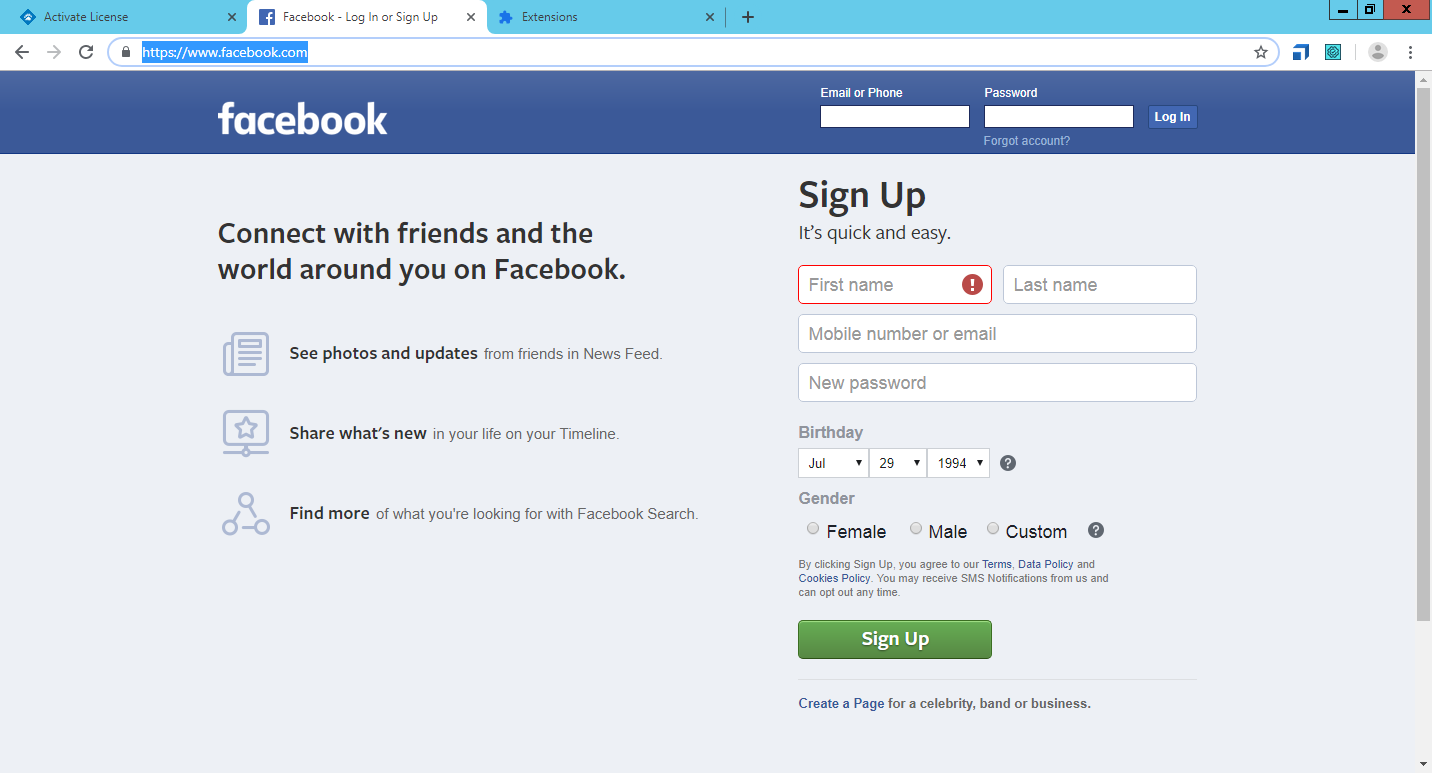 Activate License
Facebook - Log In or Sign Up
Extensions
https://www.facebook.com
facebook
Email or Phone
Password
Log In
Forgot account?
Sign Up
It's quick and easy.
Connect with friends and the
world around you on Facebook.
First name
Last name
Mobile number or email
New password
See photos and updates from friends in News Feed.
Share what's new in your life on your Timeline.
Find more of what you're looking for with Facebook Search.
Birthday
Jul 29 1994
Gender
Female Male Custom
By clicking Sign Up, you agree to our Terms, Data Policy and
Cookies Policy. You may receive SMS Notifications from us and
can opt out any time.
Sign Up
Create a Page for a celebrity, band or business.